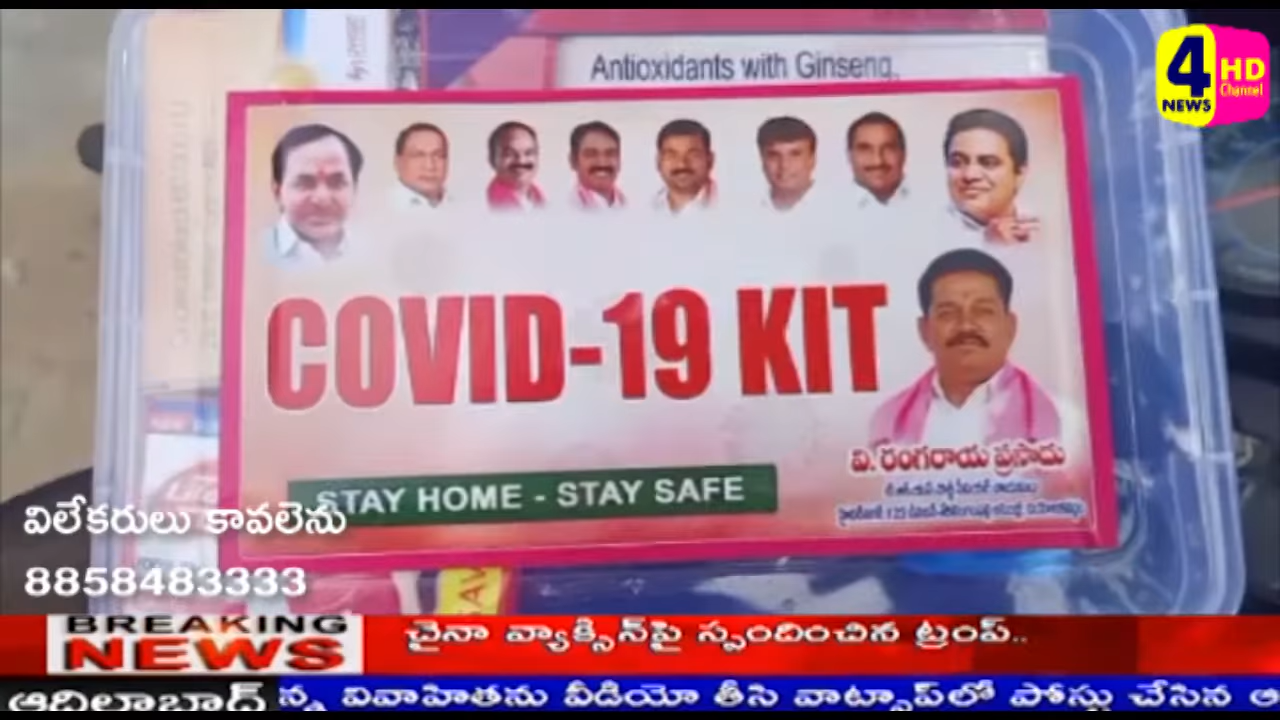 Antioxidants with Ginseng,
4 HD
NEWS Channel
COVID-19 KIT
వి. రంగరాయ ప్రసాదు
STAY HOME - STAY SAFE
విలేకరులు కావలెను
8858483333
BREAKING
NEWS
చైనా వ్యాక్సిన్‌పై స్పందించిన ట్రంప్..
ఆదిలాబాద్ న్న వివాహితను వీడియో తీసి వాట్సాప్‌లో పోస్టు చేసిన ఆ